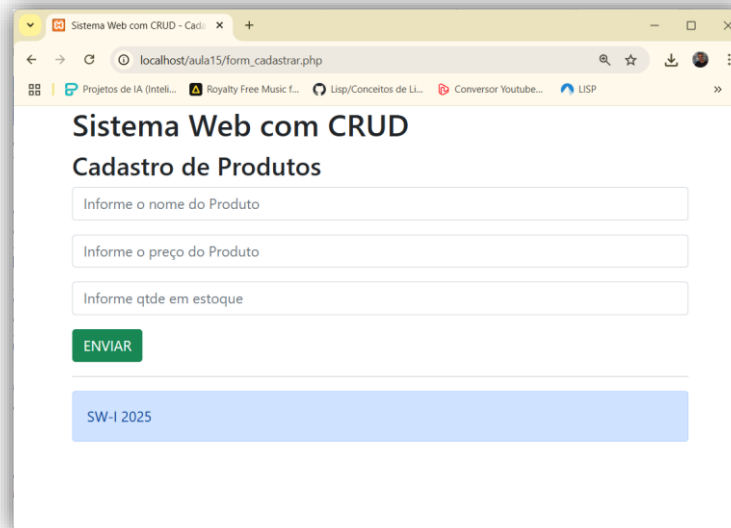 Sistema Web com CRUD - Cada
localhost/aula15/form_cadastrar.php
Projetos de IA (Inteli... Royalty Free Music f... Lisp/Conceitos de Li... Conversor Youtube... LISP »
Sistema Web com CRUD
Cadastro de Produtos
Informe o nome do Produto
Informe o preço do Produto
Informe qtde em estoque
ENVIAR
SW-I 2025